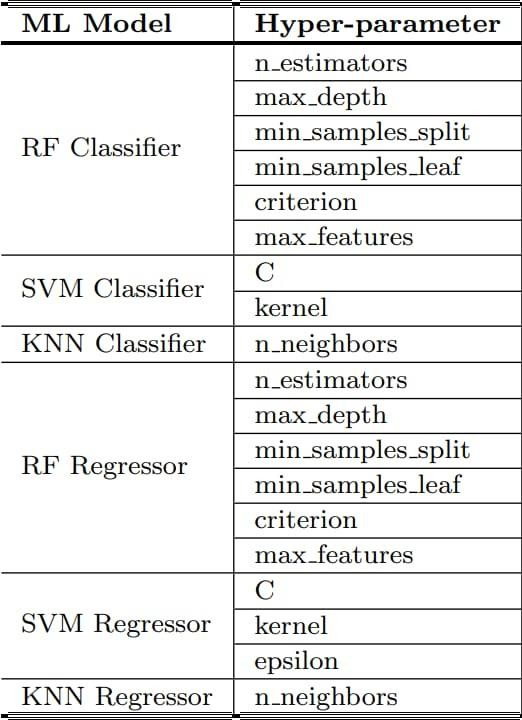 ML Model Hyper-parameter
RF Classifier
n_estimators
max_depth
min_samples_split
min_samples_leaf
criterion
max_features
SVM Classifier
C
kernel
KNN Classifier n_neighbors
RF Regressor
n_estimators
max_depth
min_samples_split
min_samples_leaf
criterion
max_features
SVM Regressor
C
kernel
epsilon
KNN Regressor n_neighbors